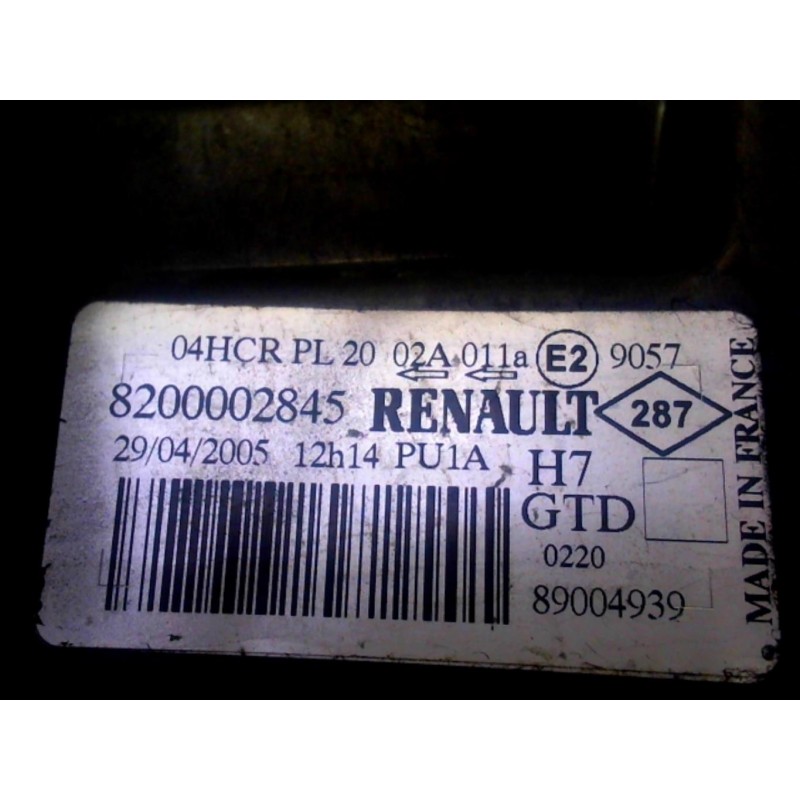 04HCR PL 20 02A 011a E2 9057
8200002845 RENAULT 287
29/04/2005 12h14 PU1A H7
GTD
0220
89004939
MADE IN FRANCE